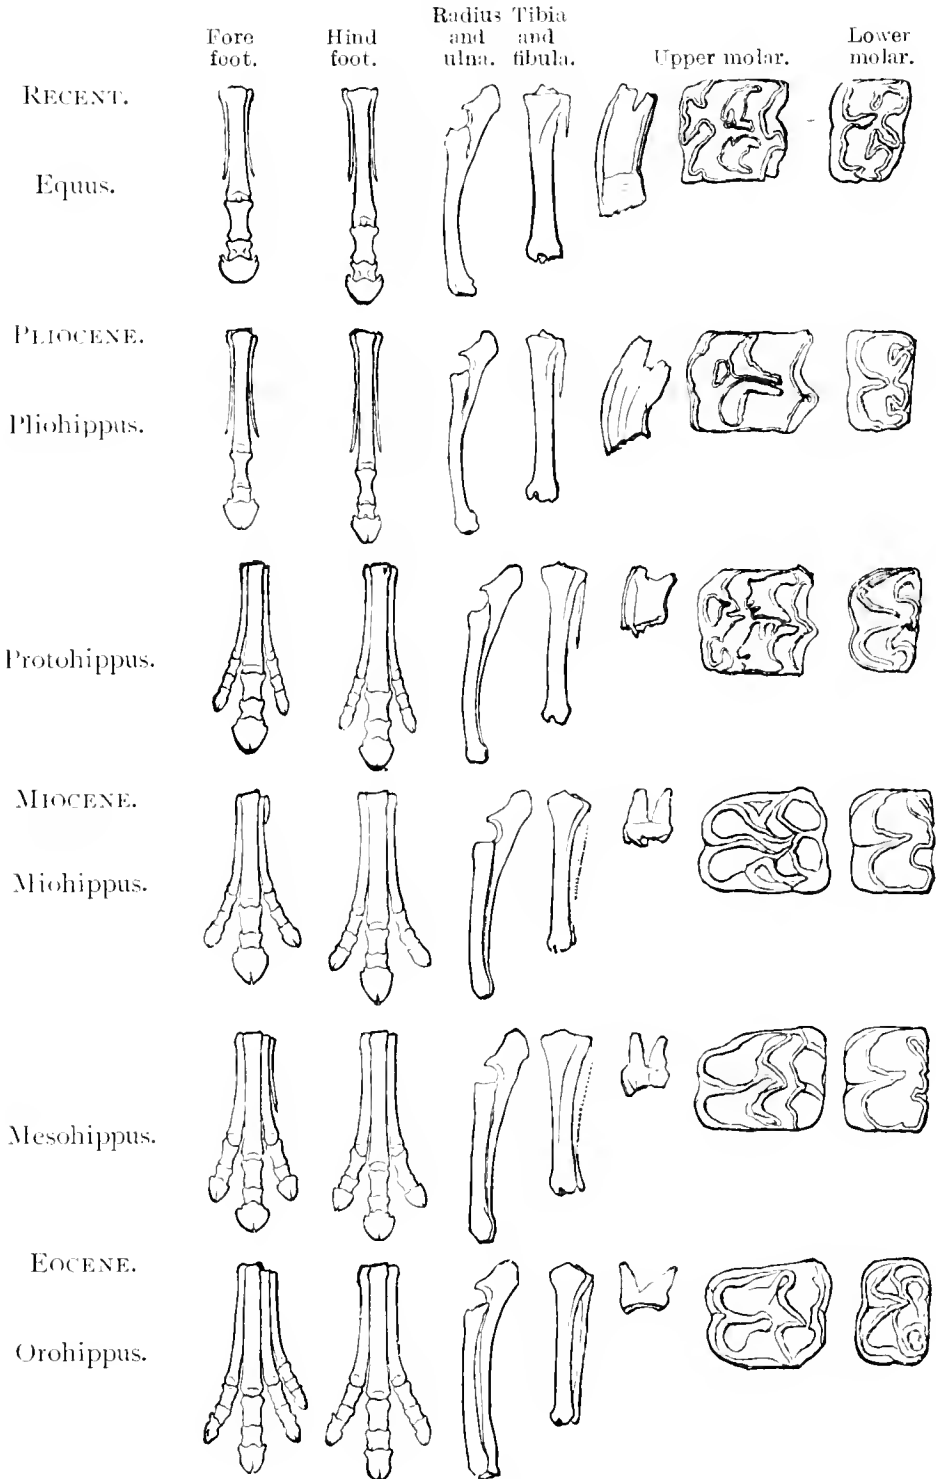 Radius Tibia
Fore Hind and and Lower
foot. foot. ulna. fibula. Upper molar. molar.
RECENT.
Equus.
PLIOCENE.
Pliohippus.
Protohippus.
MIOCENE.
Miohippus.
Mesohippus.
EOCENE.
Orohippus.